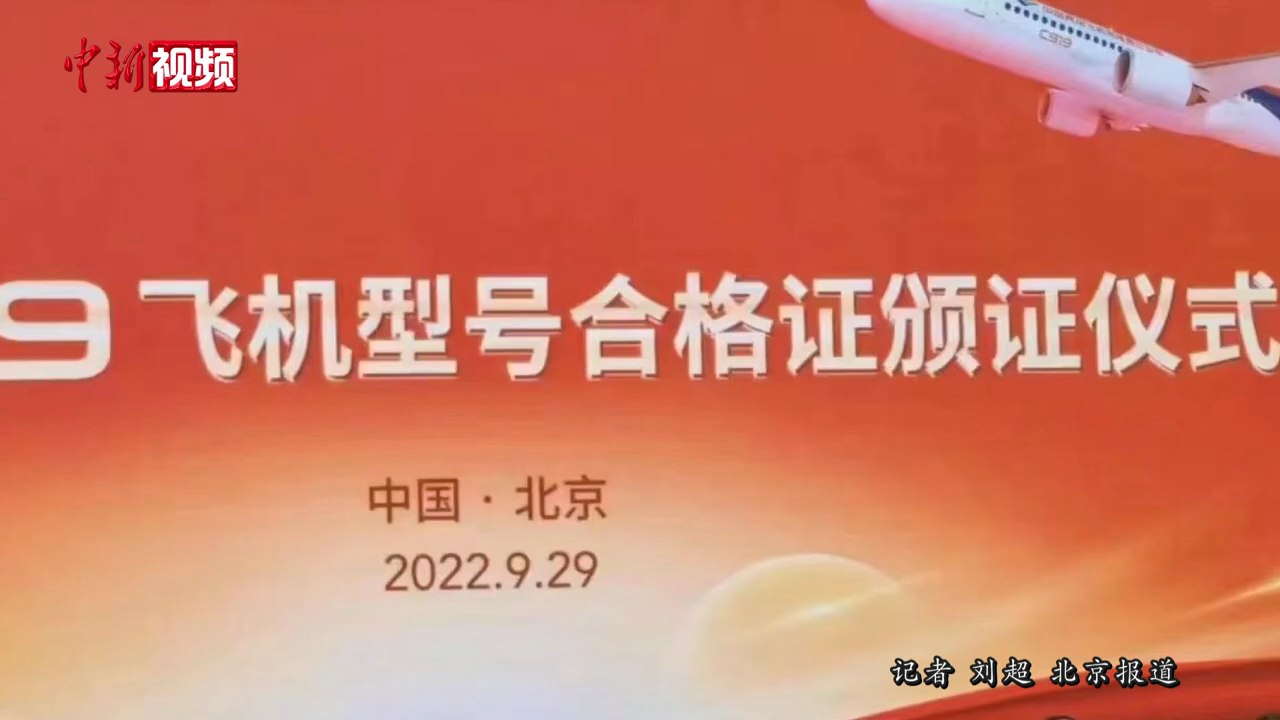 中新视频
C919
9飞机型号合格证颁证仪式
中国·北京
2022.9.29
记者 刘超 北京报道